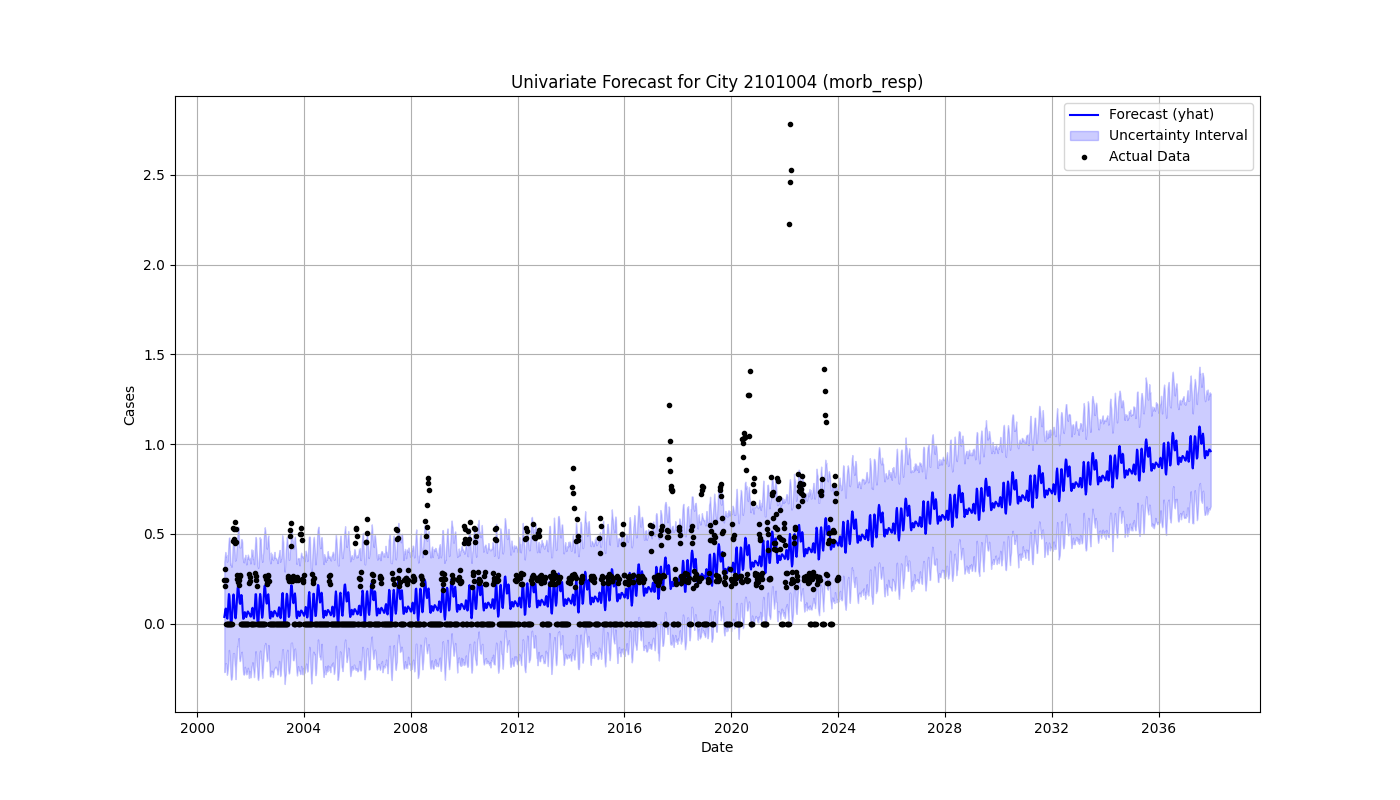 Univariate Forecast for City 2101004 (morb_resp)
Forecast (yhat)
Uncertainty Interval
Actual Data
Cases
2.5
2.0
1.5
1.0
0.5
0.0
2000 2004 2008 2012 2016 2020 2024 2028 2032 2036
Date